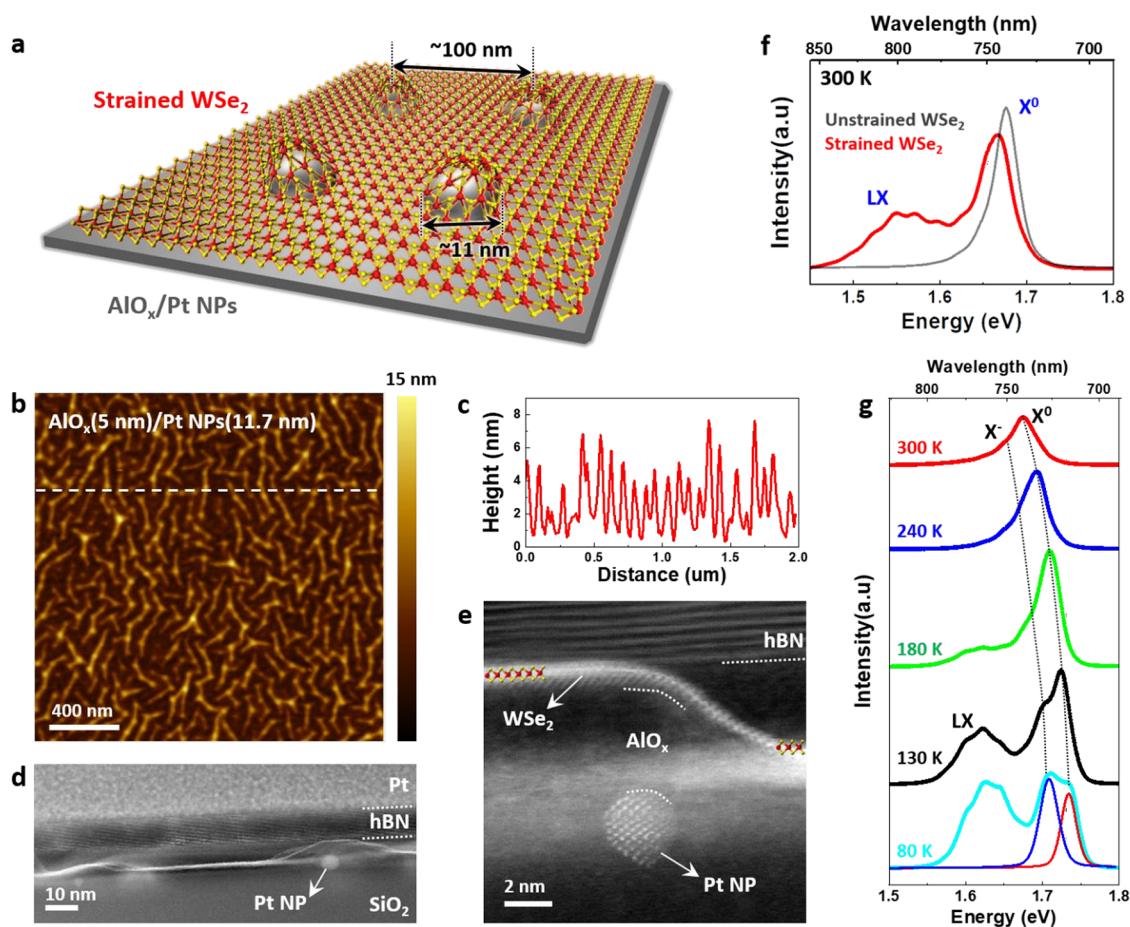 a
~100 nm
Strained WSe₂
~11 nm
AlOₓ/Pt NPs
b
AlOₓ(5 nm)/Pt NPs(11.7 nm)
15 nm
400 nm
c
Height (nm)
8
6
4
2
0
0.0 0.5 1.0 1.5 2.0
Distance (um)
d
Pt
hBN
Pt NP
SiO₂
10 nm
e
hBN
WSe₂
AlOₓ
Pt NP
2 nm
f
Wavelength (nm)
850 800 750 700
300 K
X⁰
Unstrained WSe₂
Strained WSe₂
LX
Intensity(a.u)
1.5 1.6 1.7 1.8
Energy (eV)
g
Wavelength (nm)
800 750 700
X⁻ X⁰
300 K
240 K
180 K
LX
130 K
80 K
Intensity(a.u)
1.5 1.6 1.7 1.8
Energy (eV)